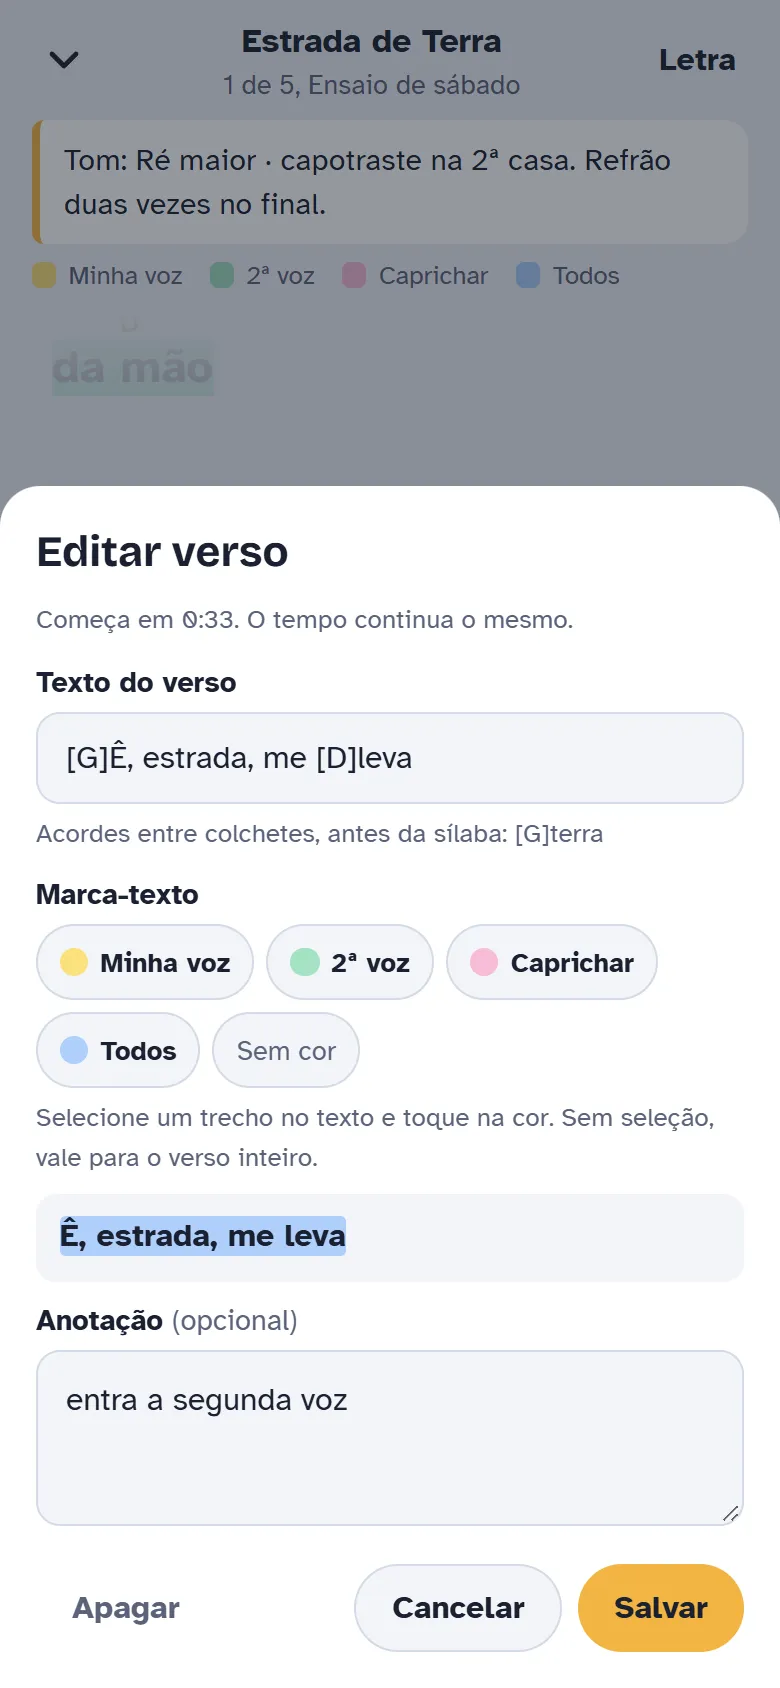 Estrada de Terra
1 de 5, Ensaio de sábado
Letra
Tom: Ré maior · capotraste na 2ª casa. Refrão
duas vezes no final.
Minha voz 2ª voz Caprichar Todos
D
da mão
Editar verso
Começa em 0:33. O tempo continua o mesmo.
Texto do verso
[G]Ê, estrada, me [D]leva
Acordes entre colchetes, antes da sílaba: [G]terra
Marca-texto
Minha voz 2ª voz Caprichar
Todos Sem cor
Selecione um trecho no texto e toque na cor. Sem seleção,
vale para o verso inteiro.
Ê, estrada, me leva
Anotação (opcional)
entra a segunda voz
Apagar Cancelar Salvar